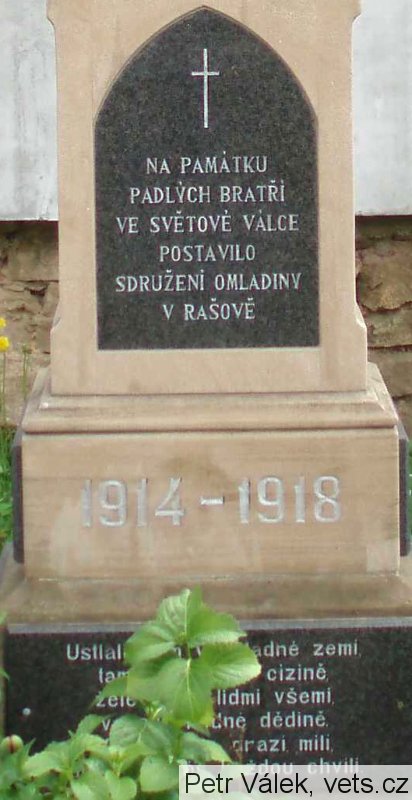 NA PAMÁTKU
PADLÝCH BRATŘÍ
VE SVĚTOVÉ VÁLCE
POSTAVILO
SDRUŽENÍ OMLADINY
V RAŠOVĚ
1914 - 1918
Ustlali zemi,
cizině,
lidmi všemi,
dědině.
drazí, milí,
chvíli.
Petr Válek, vets.cz